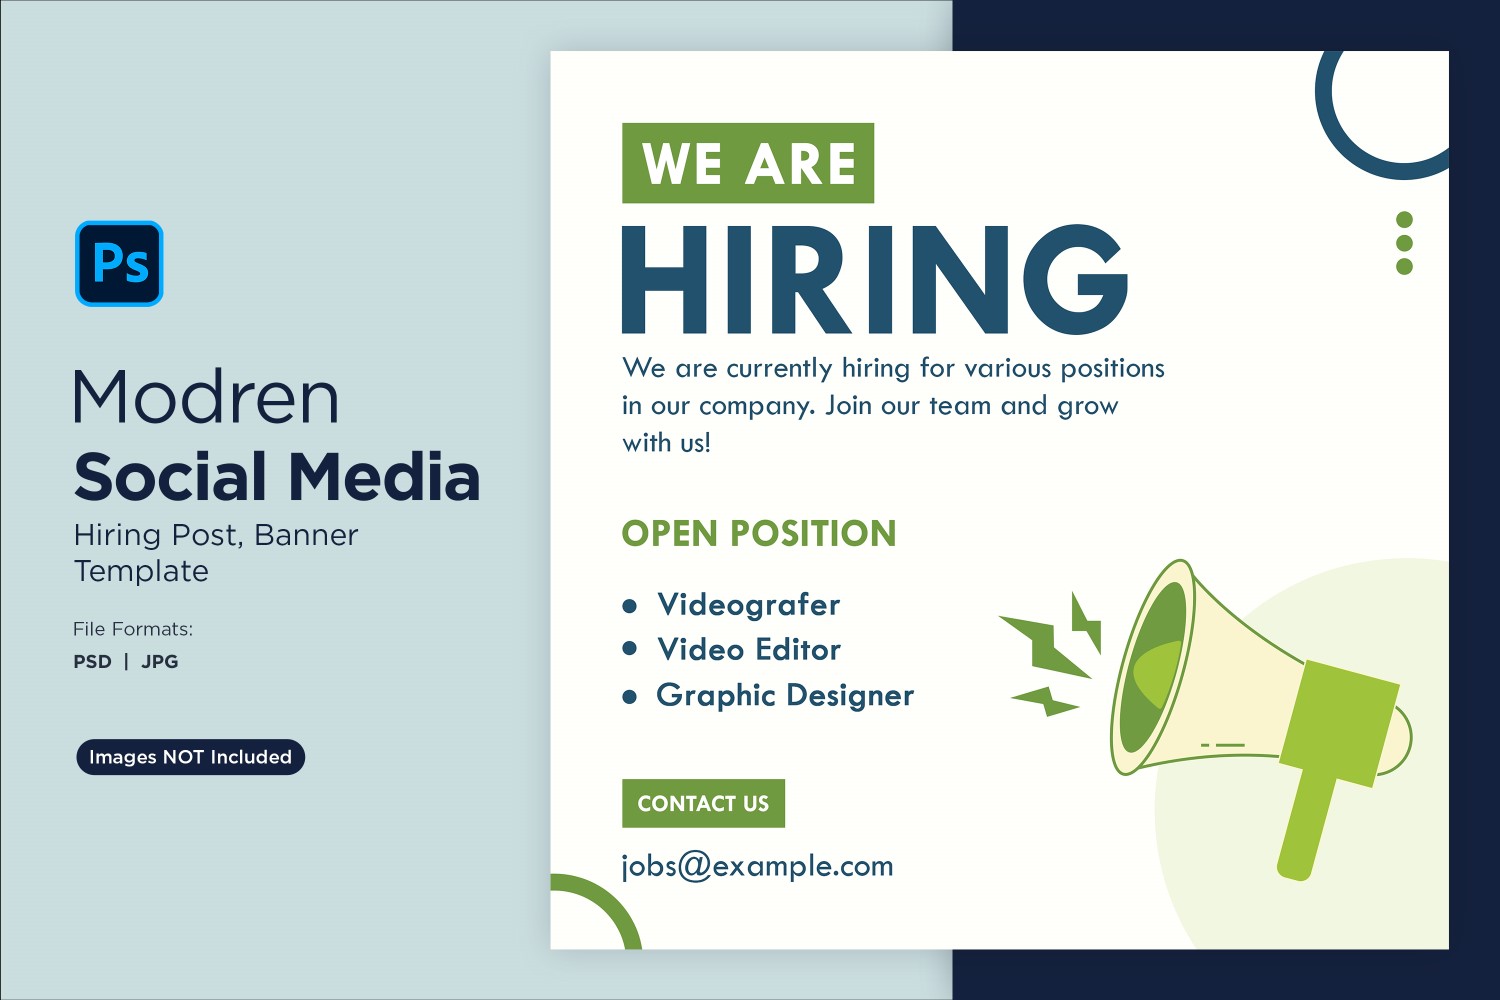 Ps
Modren
Social Media
Hiring Post, Banner
Template
File Formats:
PSD | JPG
Images NOT Included
WE ARE
HIRING
We are currently hiring for various positions
in our company. Join our team and grow
with us!
OPEN POSITION
• Videografer
• Video Editor
• Graphic Designer
CONTACT US
jobs@example.com